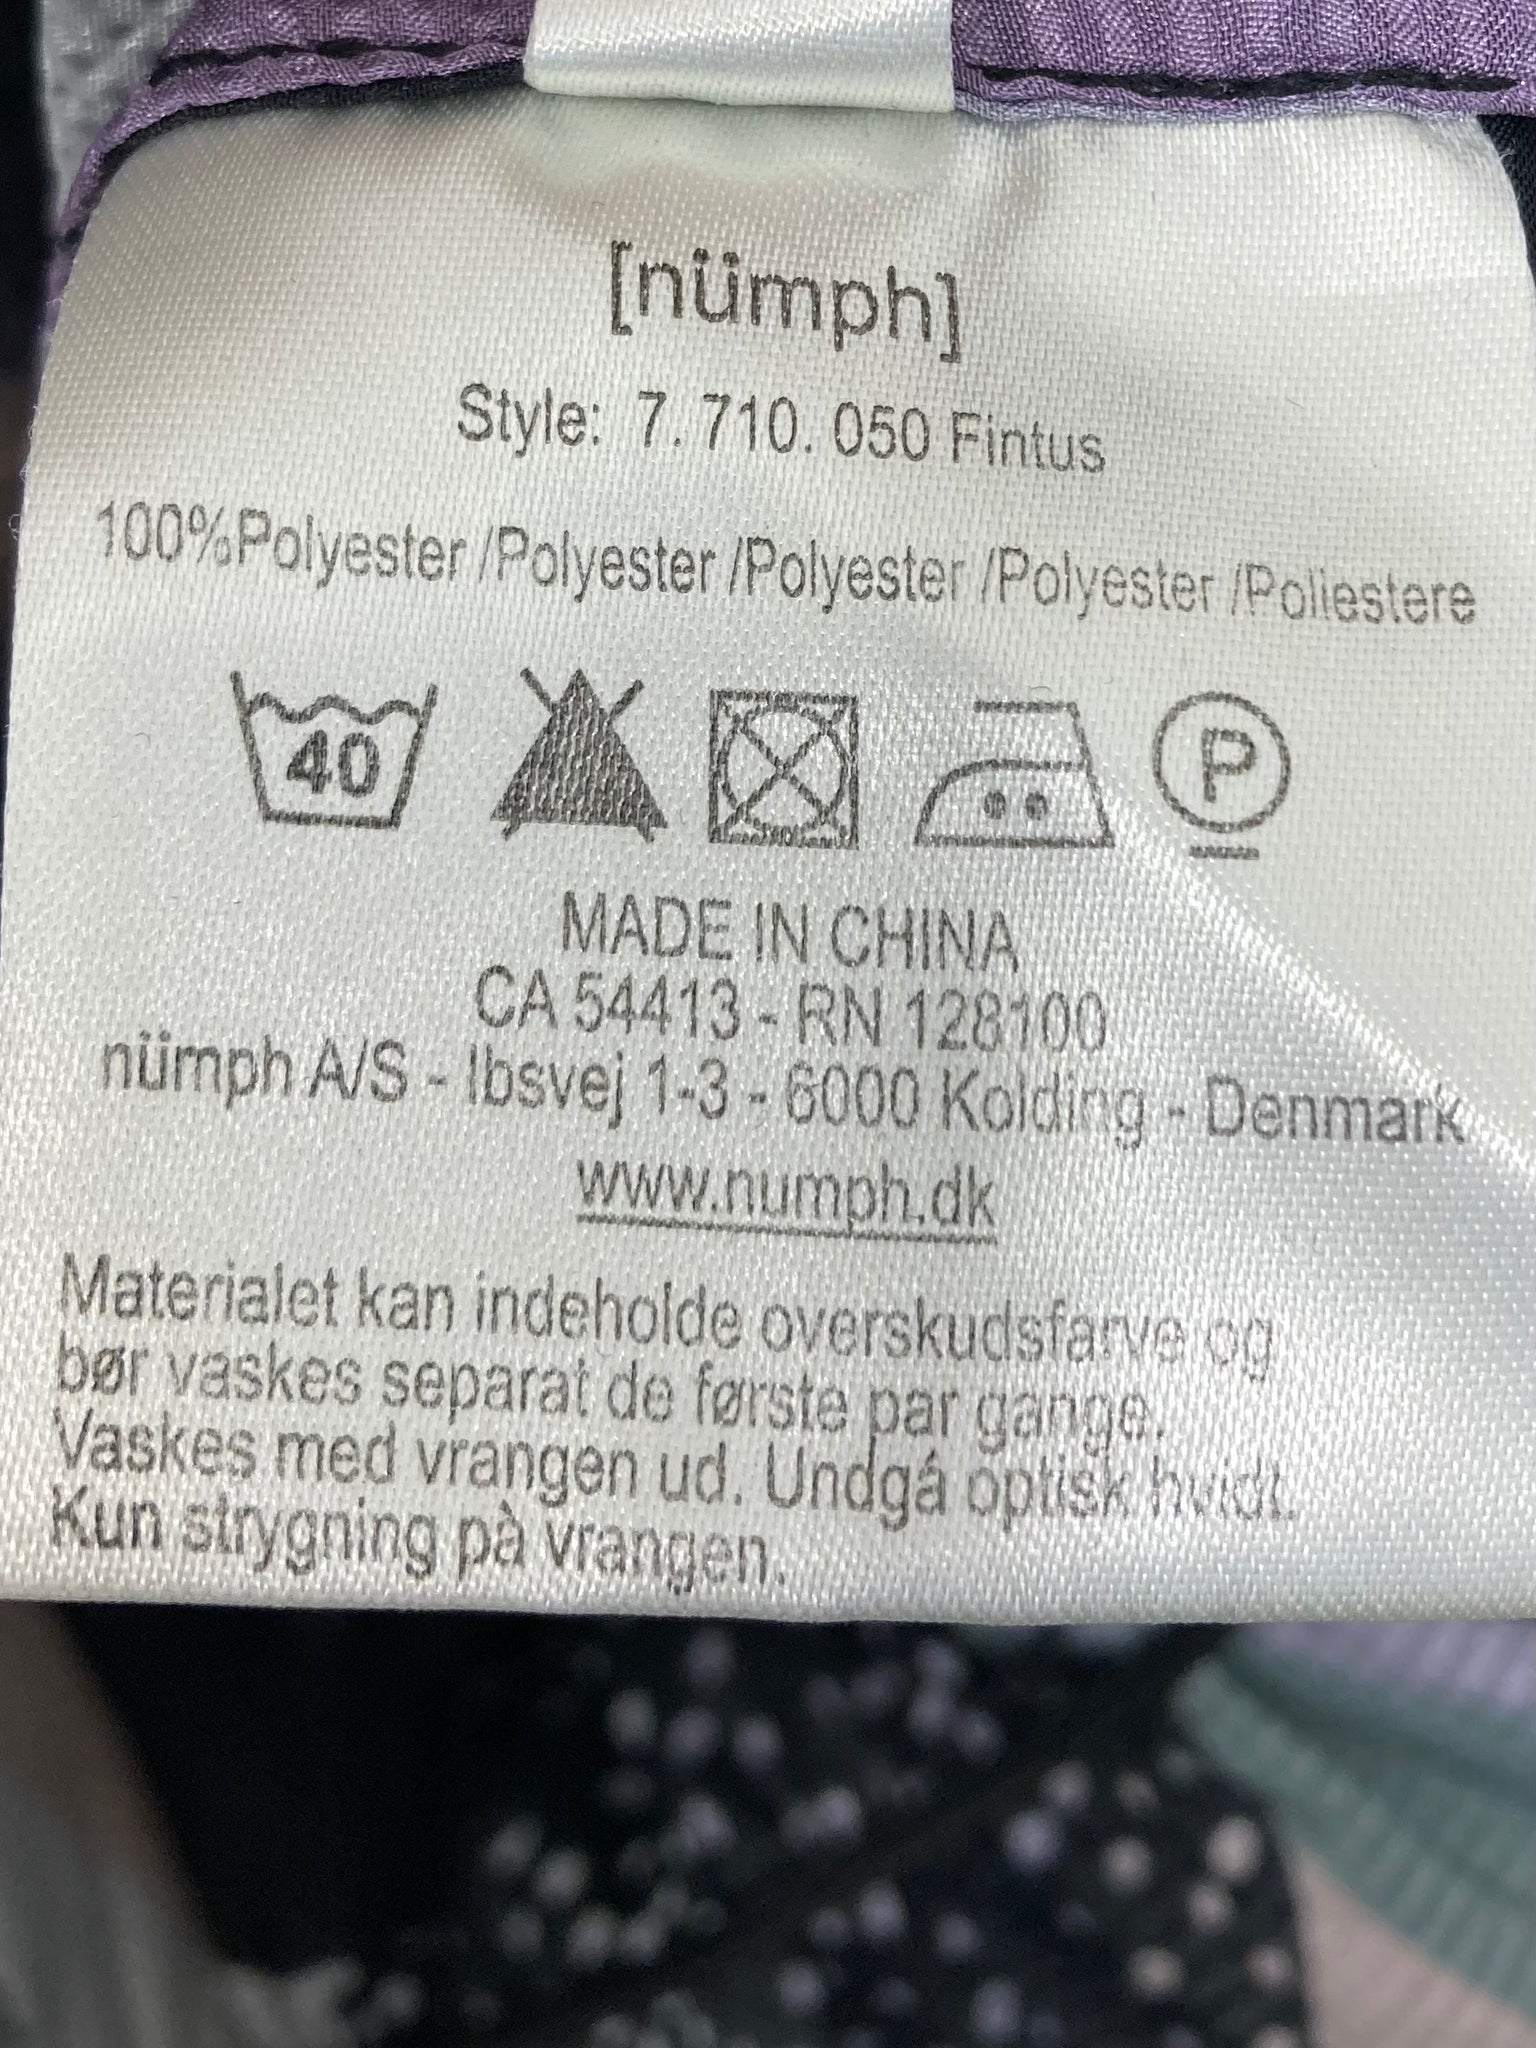 [nümph]
Style: 7. 710. 050 Fintus
100%Polyester /Polyester /Polyester /Polyester /Poliestere
40 P
MADE IN CHINA
CA 54413 - RN 128100
nümph A/S - Ibsvej 1-3 - 6000 Kolding - Denmark
www.numph.dk
Materialet kan indeholde overskudsfarve og
bør vaskes separat de første par gange.
Vaskes med vrangen ud. Undgå optisk hvidt.
Kun strygning på vrangen.